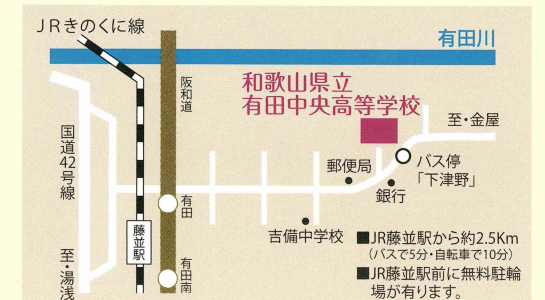 JRきのくに線
有田川
阪和道
和歌山県立
有田中央高等学校
至・金屋
国道42号線
郵便局
バス停
「下津野」
銀行
有田
藤並駅
吉備中学校
至・湯浅
有田南
■JR藤並駅から約2.5Km
(バスで5分・自転車で10分)
■JR藤並駅前に無料駐輪
場が有ります。